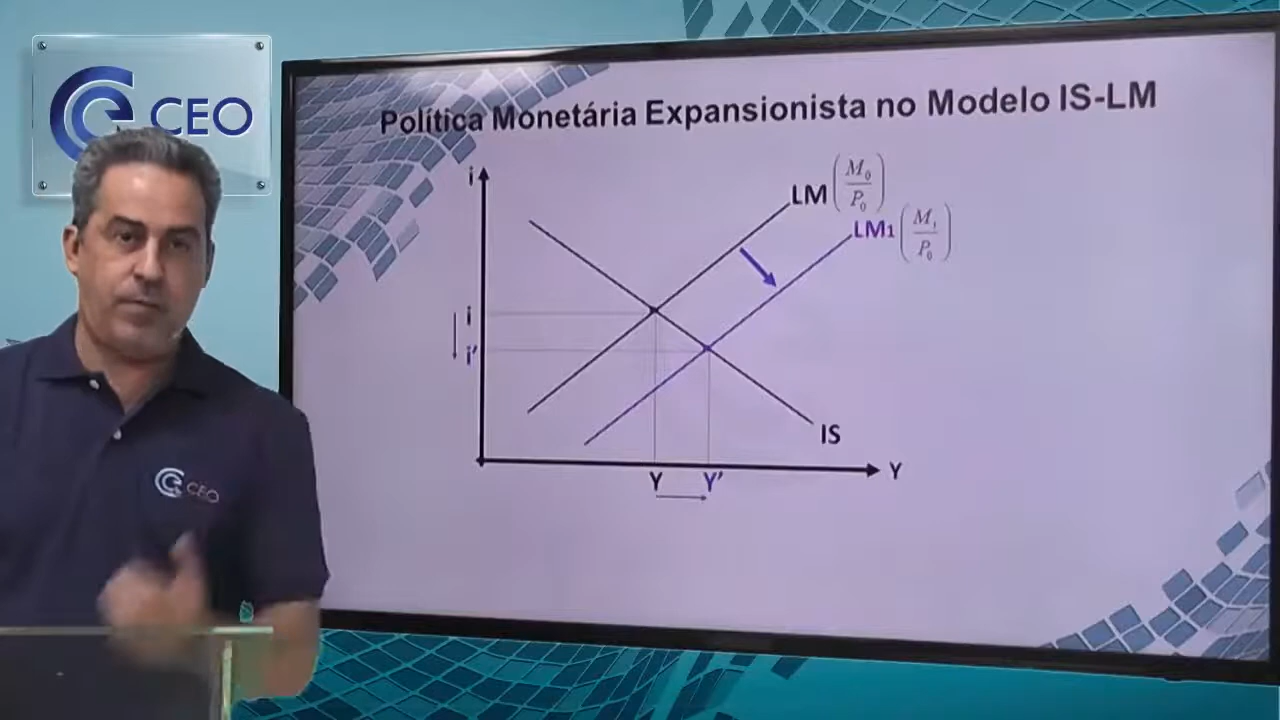 CEO
Política Monetária Expansionista no Modelo IS-LM
i
LM (M₀/P₀)
LM₁ (M₁/P₀)
i
i'
IS
Y
Y'
Y
CEO